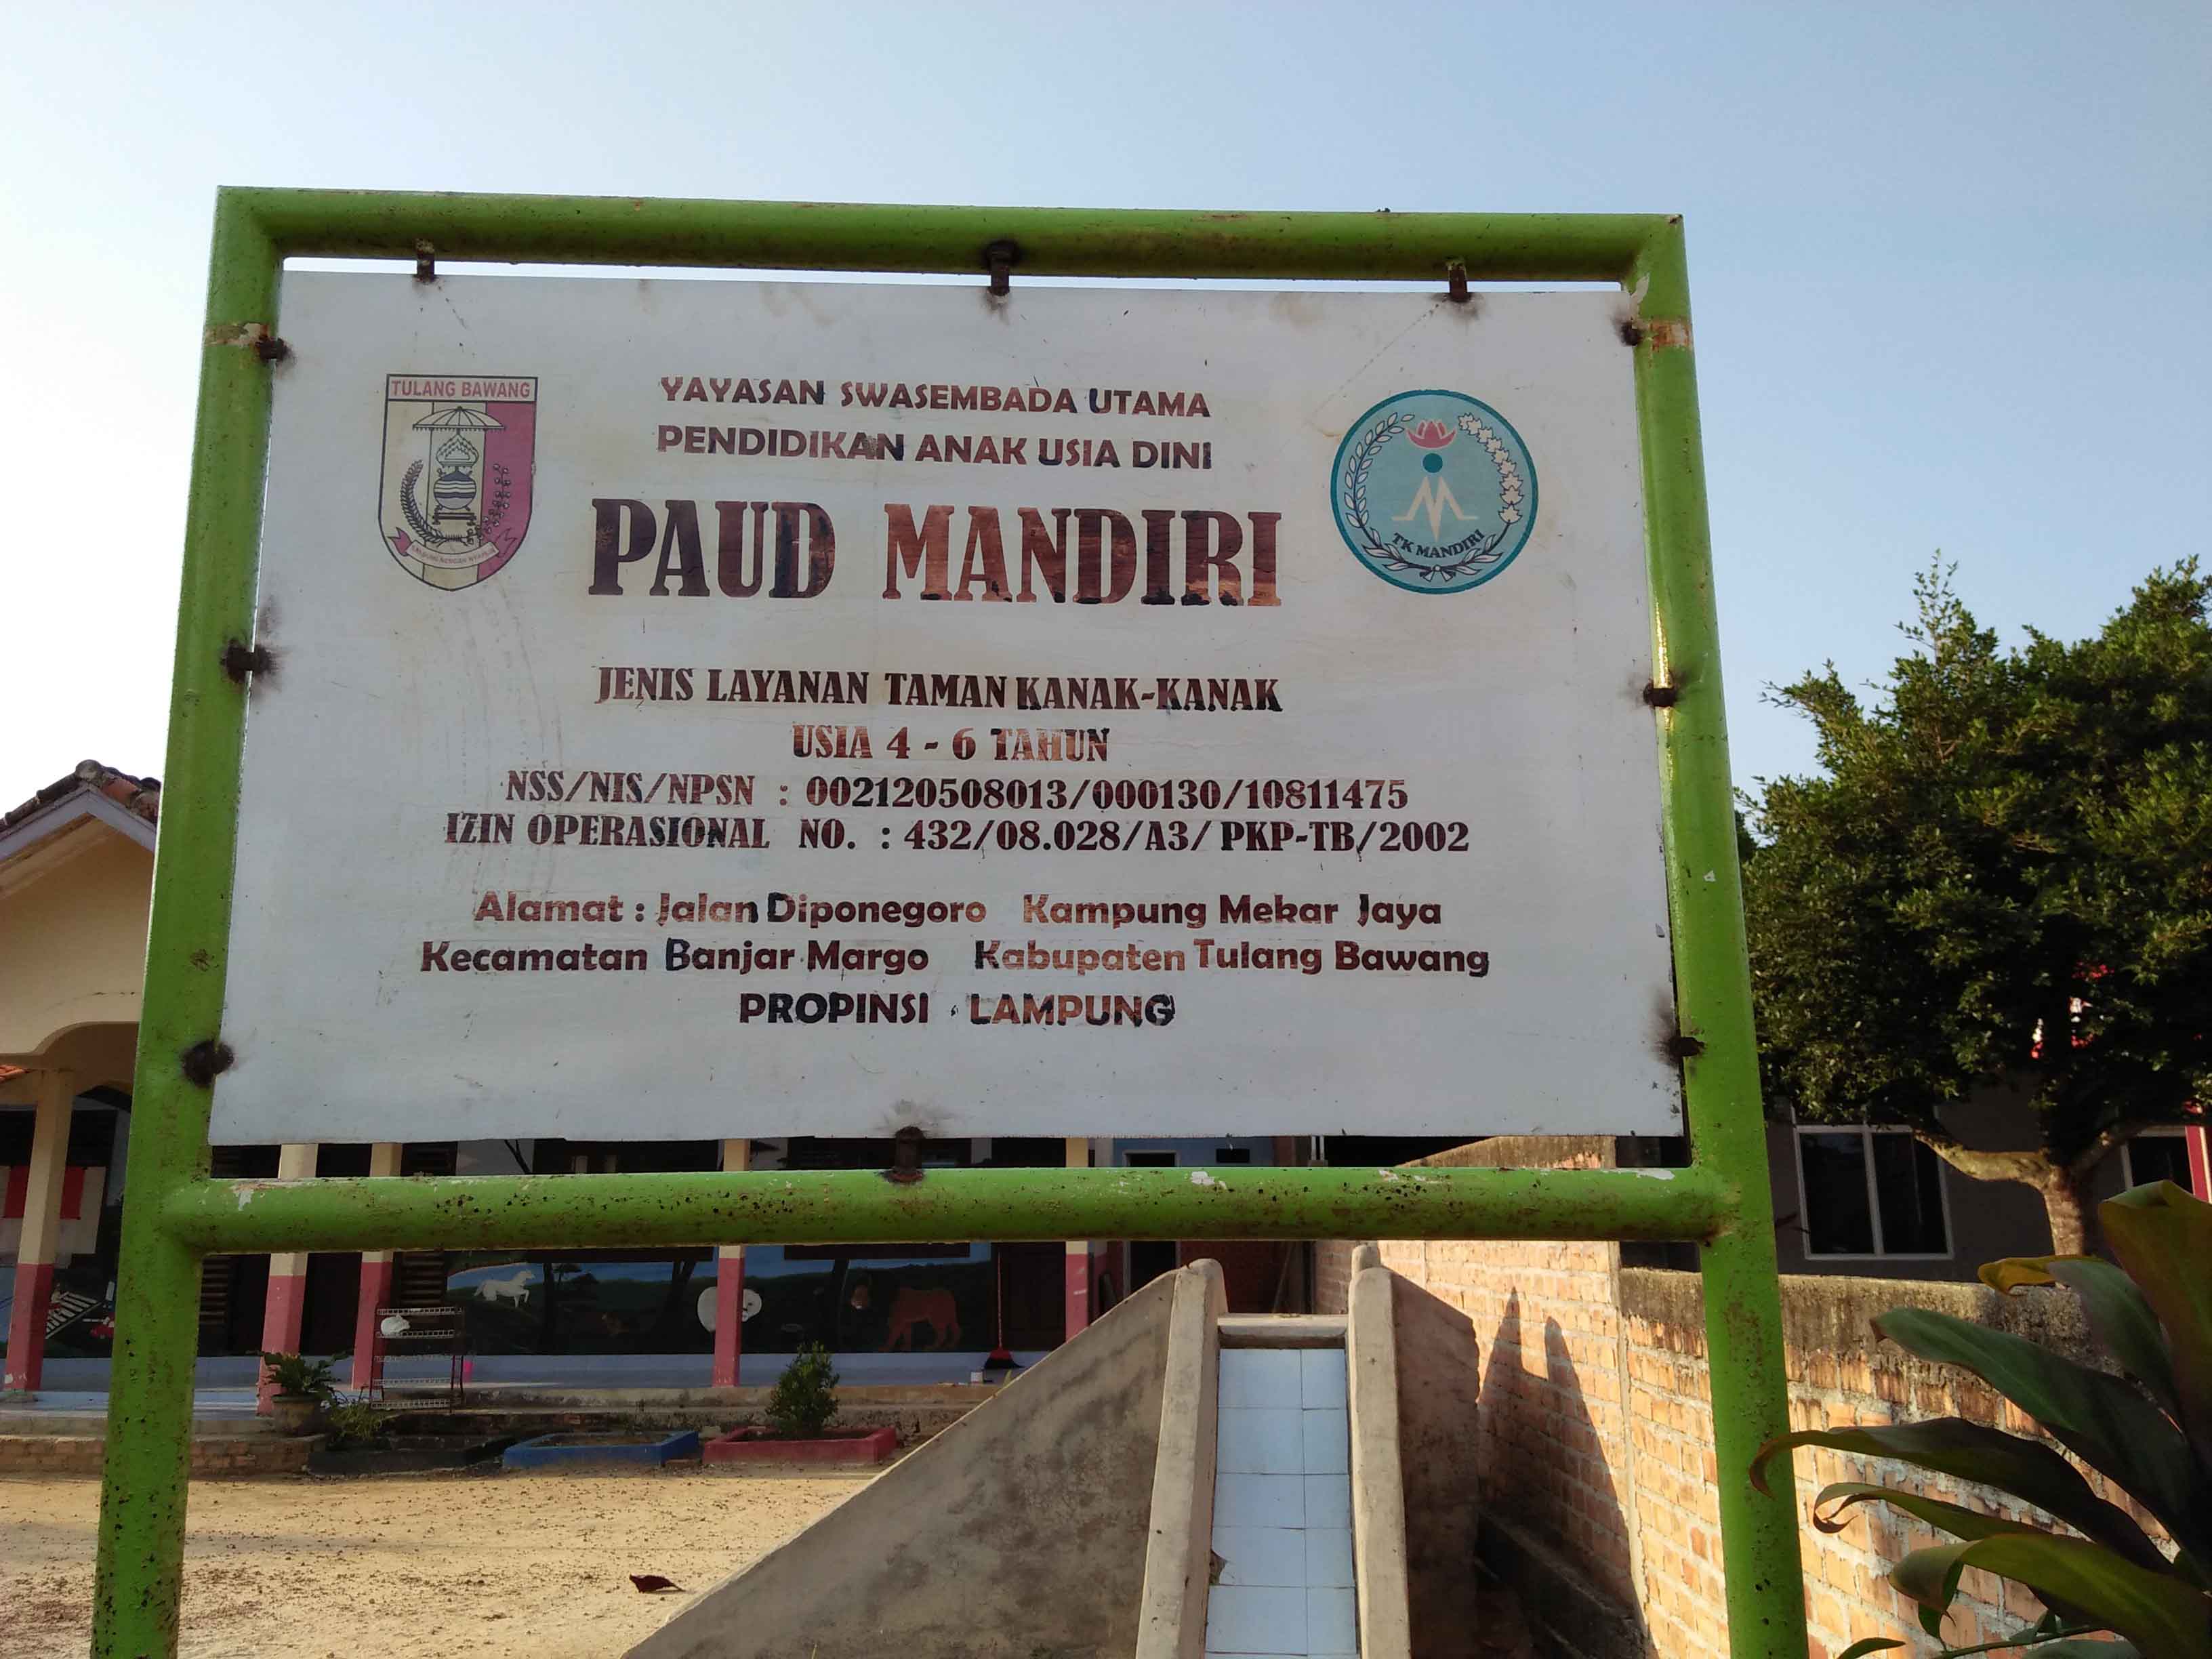 TULANG BAWANG
YAYASAN SWASEMBADA UTAMA
PENDIDIKAN ANAK USIA DINI
PAUD MANDIRI
TK MANDIRI
JENIS LAYANAN TAMAN KANAK-KANAK
USIA 4 - 6 TAHUN
NSS/NIS/NPSN : 002120508013/000130/10811475
IZIN OPERASIONAL NO. : 432/08.028/A3/ PKP-TB/2002
Alamat : Jalan Diponegoro Kampung Mekar Jaya
Kecamatan Banjar Margo Kabupaten Tulang Bawang
PROPINSI LAMPUNG